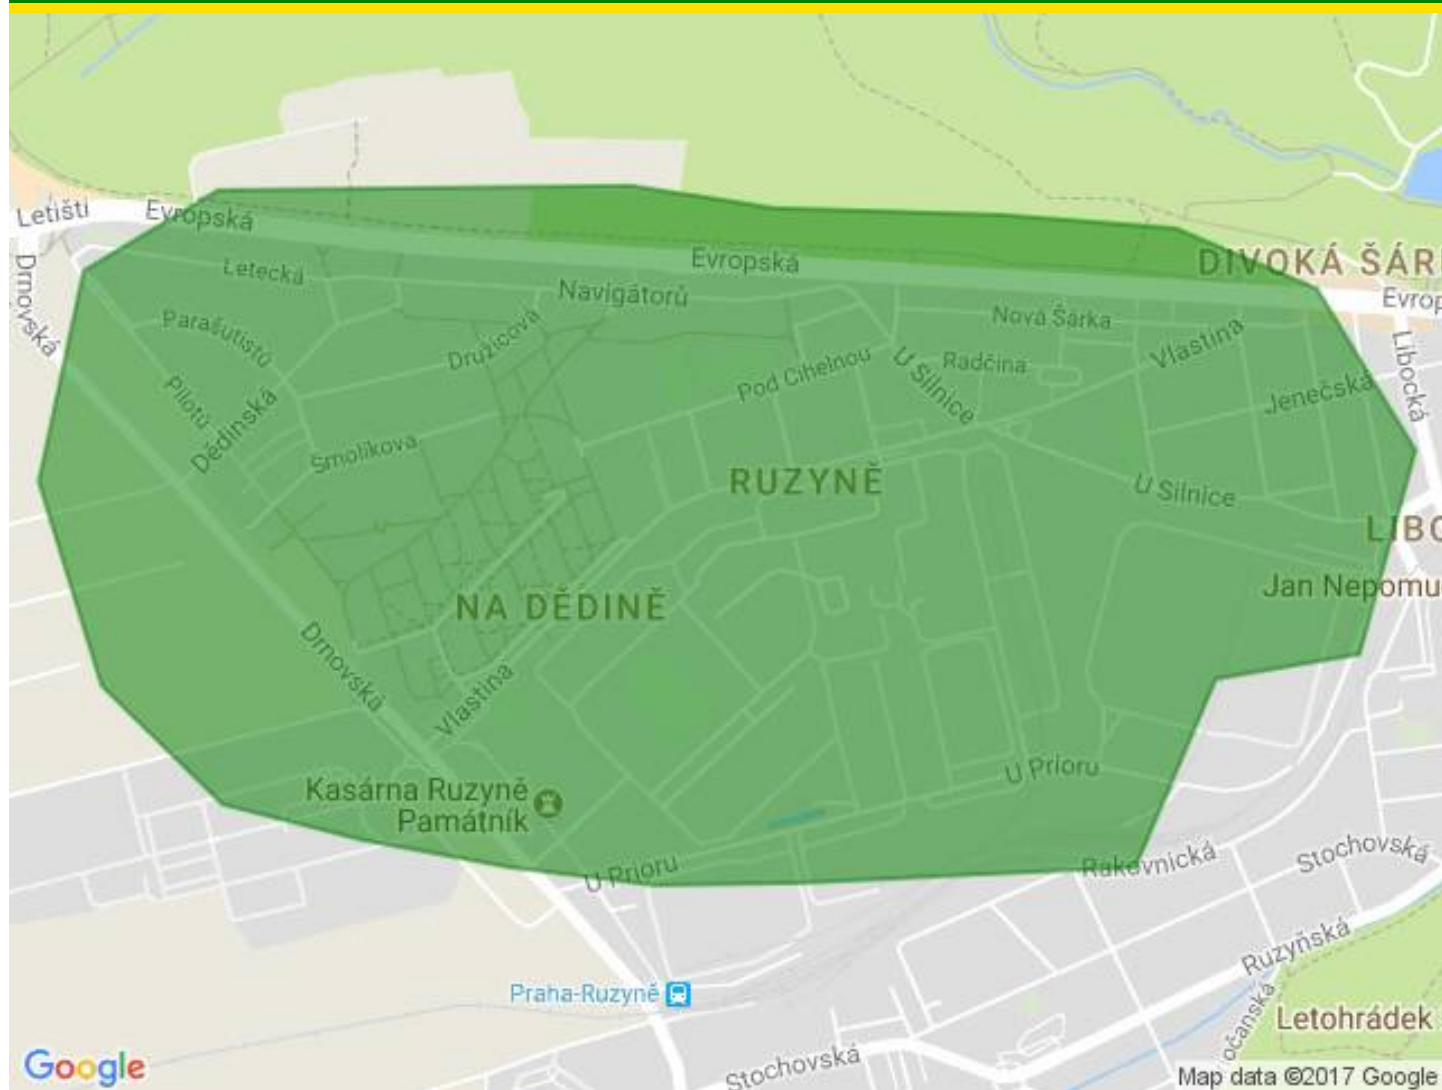 Letišti
Evropská
Evropská
DIVOKÁ ŠÁR
Evrop
Drnovská
Letecká
Navigátorů
Nová Šárka
Vlastina
Libocká
Parašutistů
Družicová
Pod Cihelnou
U Silnice
Radčina
Jenečská
Pilotů
Dědinská
Smolíkova
RUZYNĚ
U Silnice
LIBO
NA DĚDINĚ
Jan Nepomu
Drnovská
Vlastina
U Prioru
Kasárna Ruzyně
Památník
U Prioru
Rakovnická
Stochovská
Ruzyňská
Praha-Ruzyně
očanská
Letohrádek
Stochovská
Google
Map data ©2017 Google